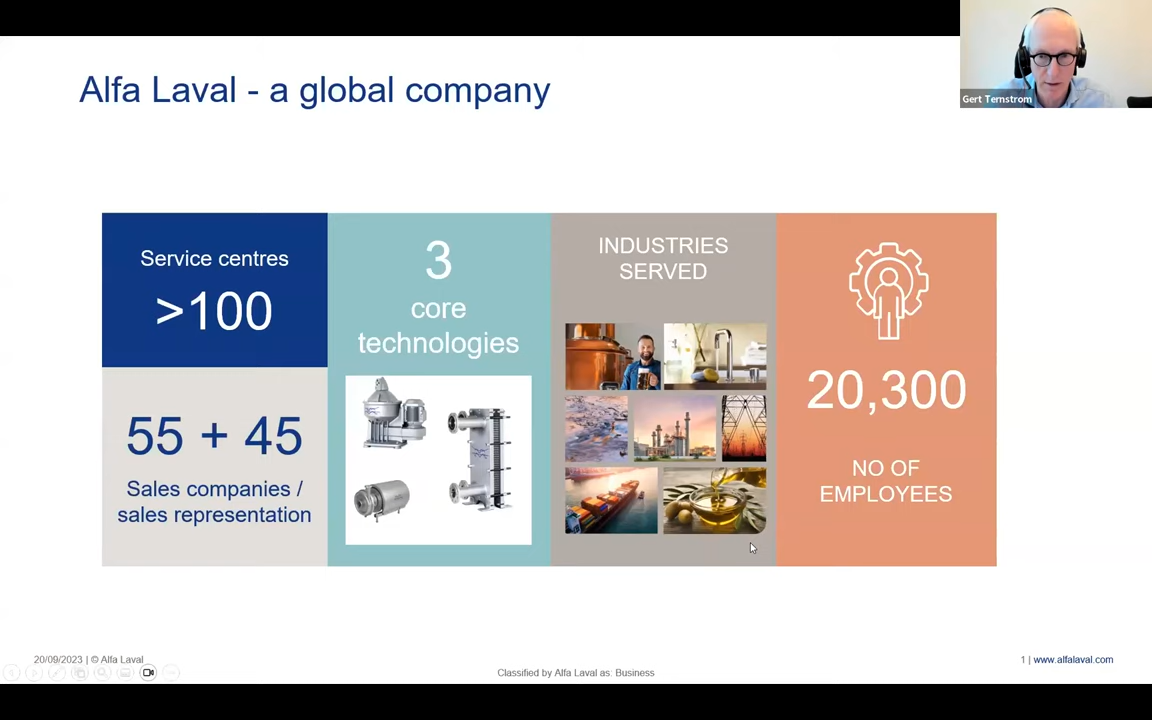 Alfa Laval - a global company
Gert Ternstrom
Service centres
>100
55 + 45
Sales companies /
sales representation
3
core
technologies
INDUSTRIES
SERVED
20,300
NO OF
EMPLOYEES
20/09/2023 | © Alfa Laval
Classified by Alfa Laval as: Business
1 | www.alfalaval.com